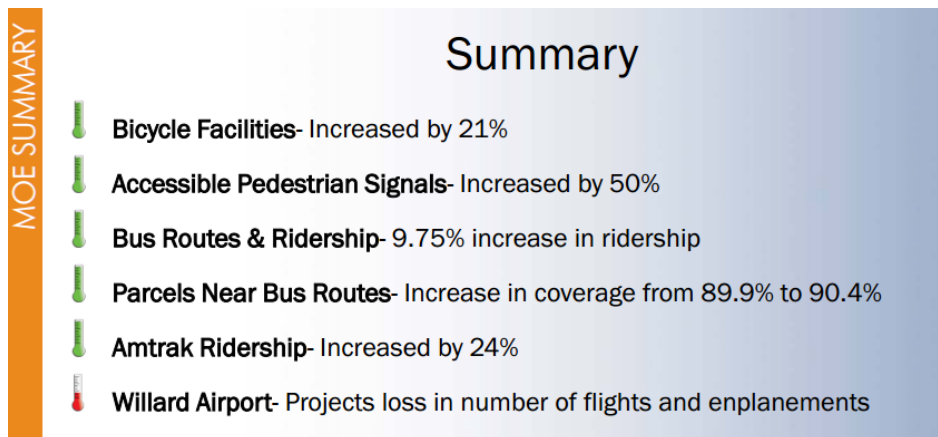 MOE SUMMARY
Summary
Bicycle Facilities- Increased by 21%
Accessible Pedestrian Signals- Increased by 50%
Bus Routes & Ridership- 9.75% increase in ridership
Parcels Near Bus Routes- Increase in coverage from 89.9% to 90.4%
Amtrak Ridership- Increased by 24%
Willard Airport- Projects loss in number of flights and enplanements